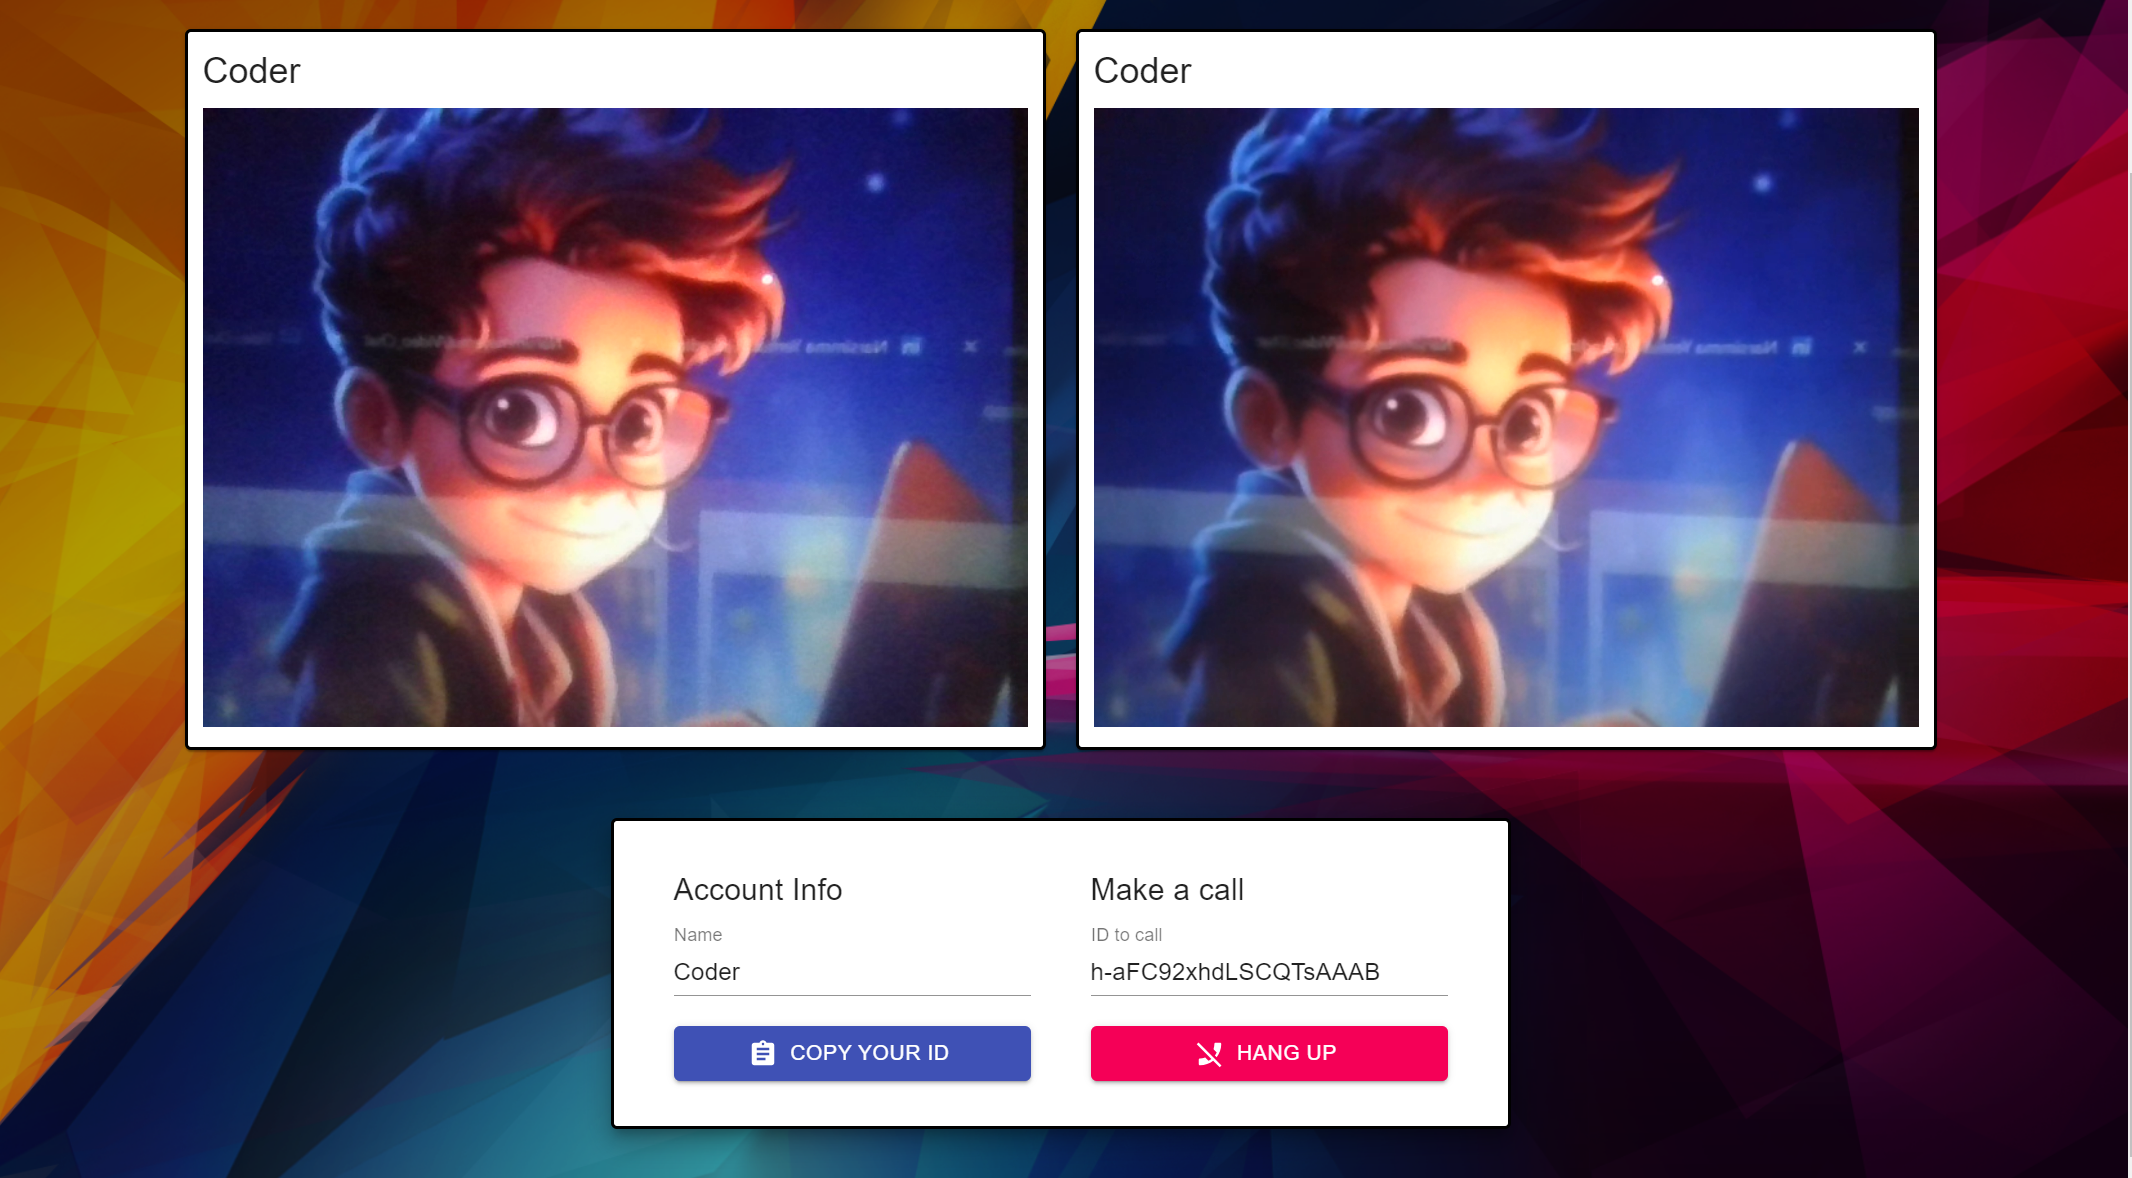 Coder
Coder
Account Info
Name
Coder
COPY YOUR ID
Make a call
ID to call
h-aFC92xhdLSCQTsAAAB
HANG UP